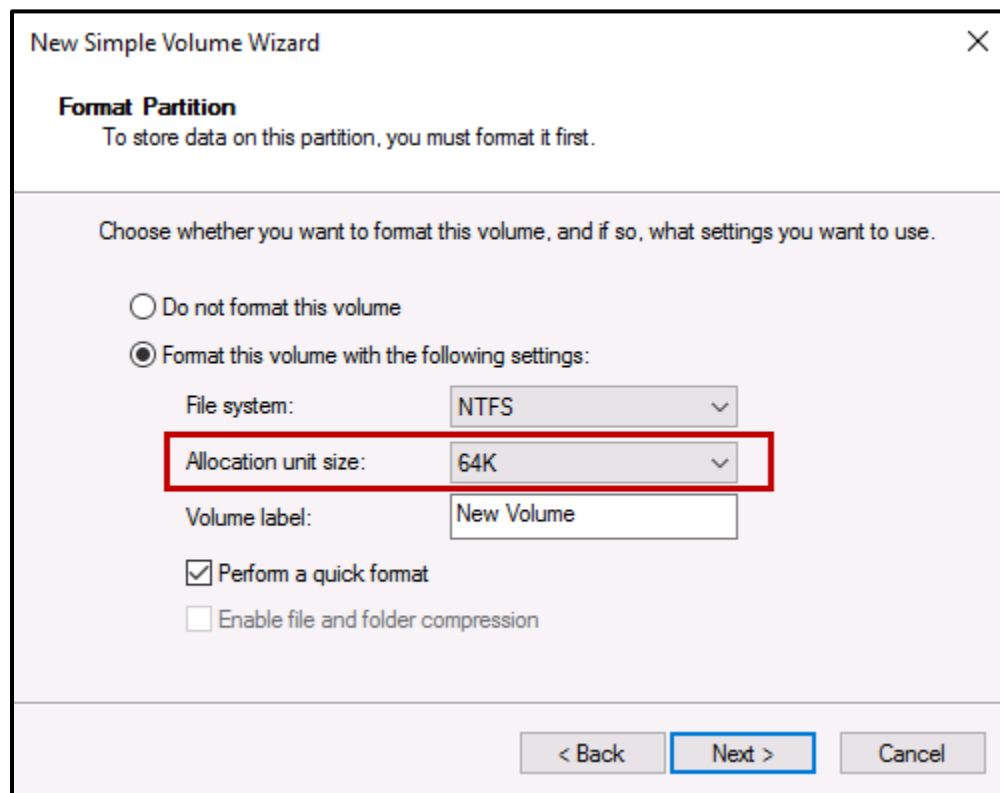 New Simple Volume Wizard
Format Partition
To store data on this partition, you must format it first.
Choose whether you want to format this volume, and if so, what settings you want to use.
Do not format this volume
Format this volume with the following settings:
File system: NTFS
Allocation unit size: 64K
Volume label: New Volume
Perform a quick format
Enable file and folder compression
< Back Next > Cancel